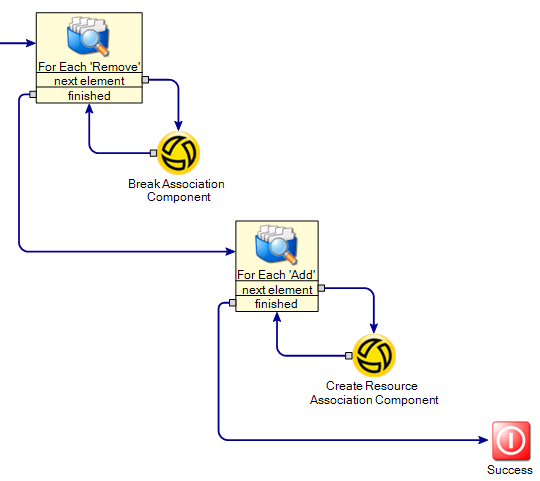 For Each 'Remove'
next element
finished
Break Association
Component
For Each 'Add'
next element
finished
Create Resource
Association Component
Success